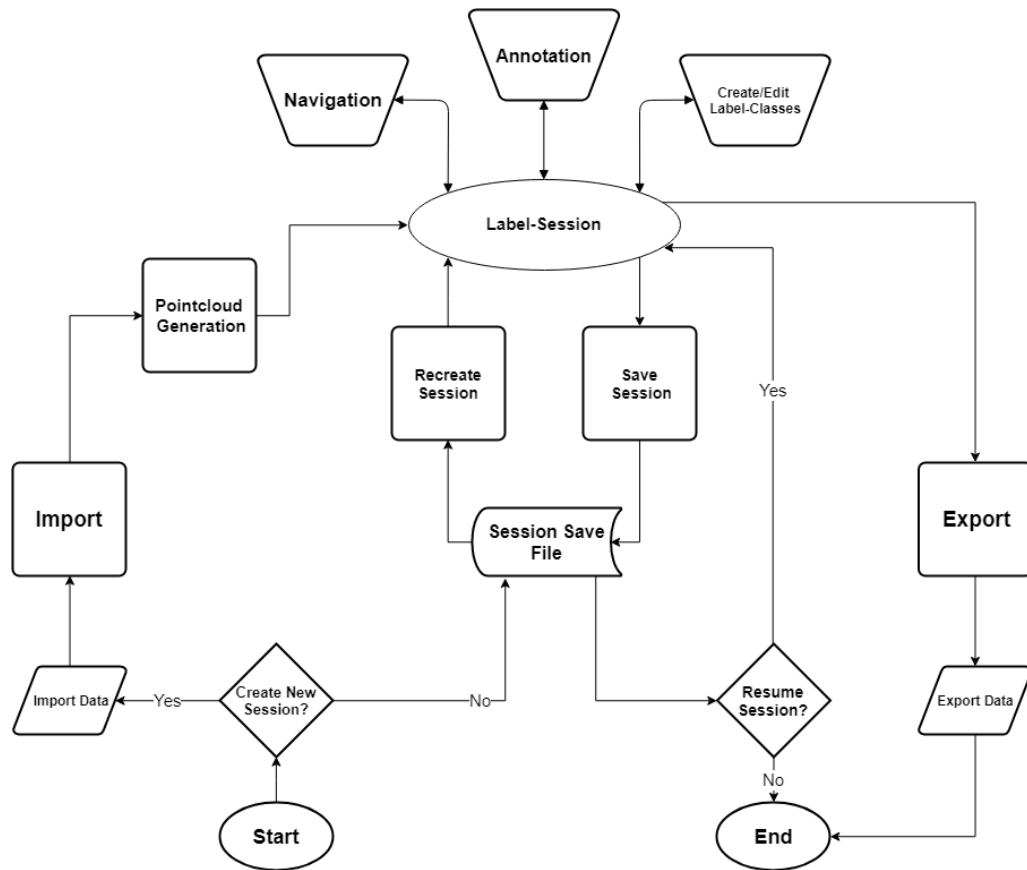 Annotation
Navigation
Create/Edit
Label-Classes
Label-Session
Pointcloud
Generation
Recreate
Session
Save
Session
Yes
Import
Session Save
File
Export
Import Data
Yes
Create New
Session?
No
Resume
Session?
Export Data
No
Start
End